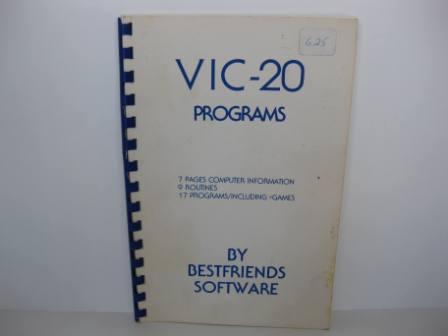 6.25
VIC-20
PROGRAMS
7 PAGES COMPUTER INFORMATION
9 ROUTINES
17 PROGRAMS/INCLUDING -GAMES
BY
BESTFRIENDS
SOFTWARE